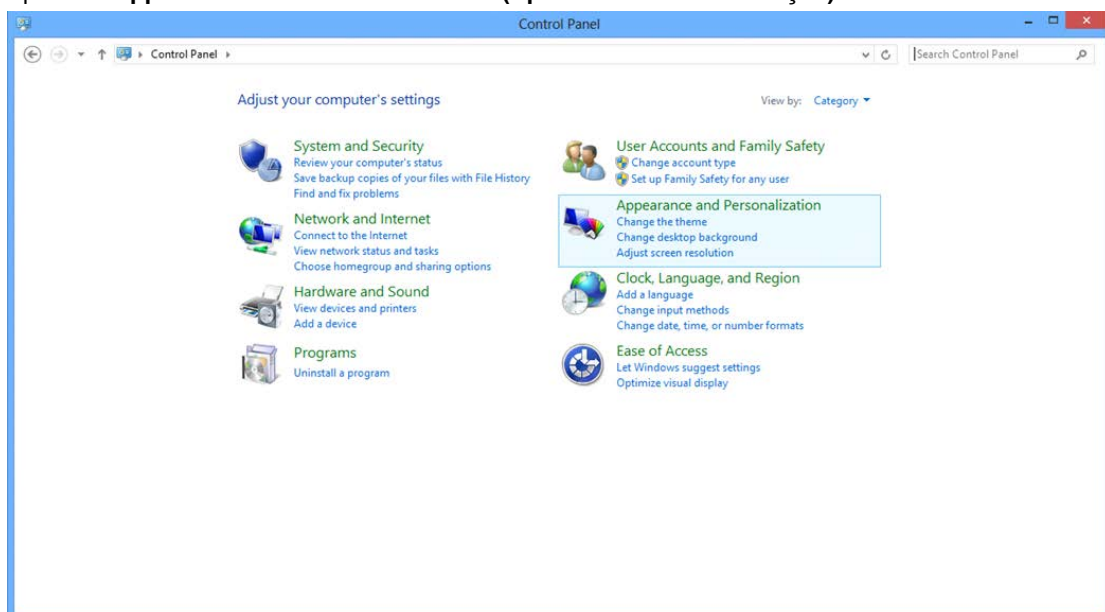 Control Panel
Control Panel
Search Control Panel
Adjust your computer's settings
View by: Category
System and Security
Review your computer's status
Save backup copies of your files with File History
Find and fix problems
Network and Internet
Connect to the Internet
View network status and tasks
Choose homegroup and sharing options
Hardware and Sound
View devices and printers
Add a device
Programs
Uninstall a program
User Accounts and Family Safety
Change account type
Set up Family Safety for any user
Appearance and Personalization
Change the theme
Change desktop background
Adjust screen resolution
Clock, Language, and Region
Add a language
Change input methods
Change date, time, or number formats
Ease of Access
Let Windows suggest settings
Optimize visual display